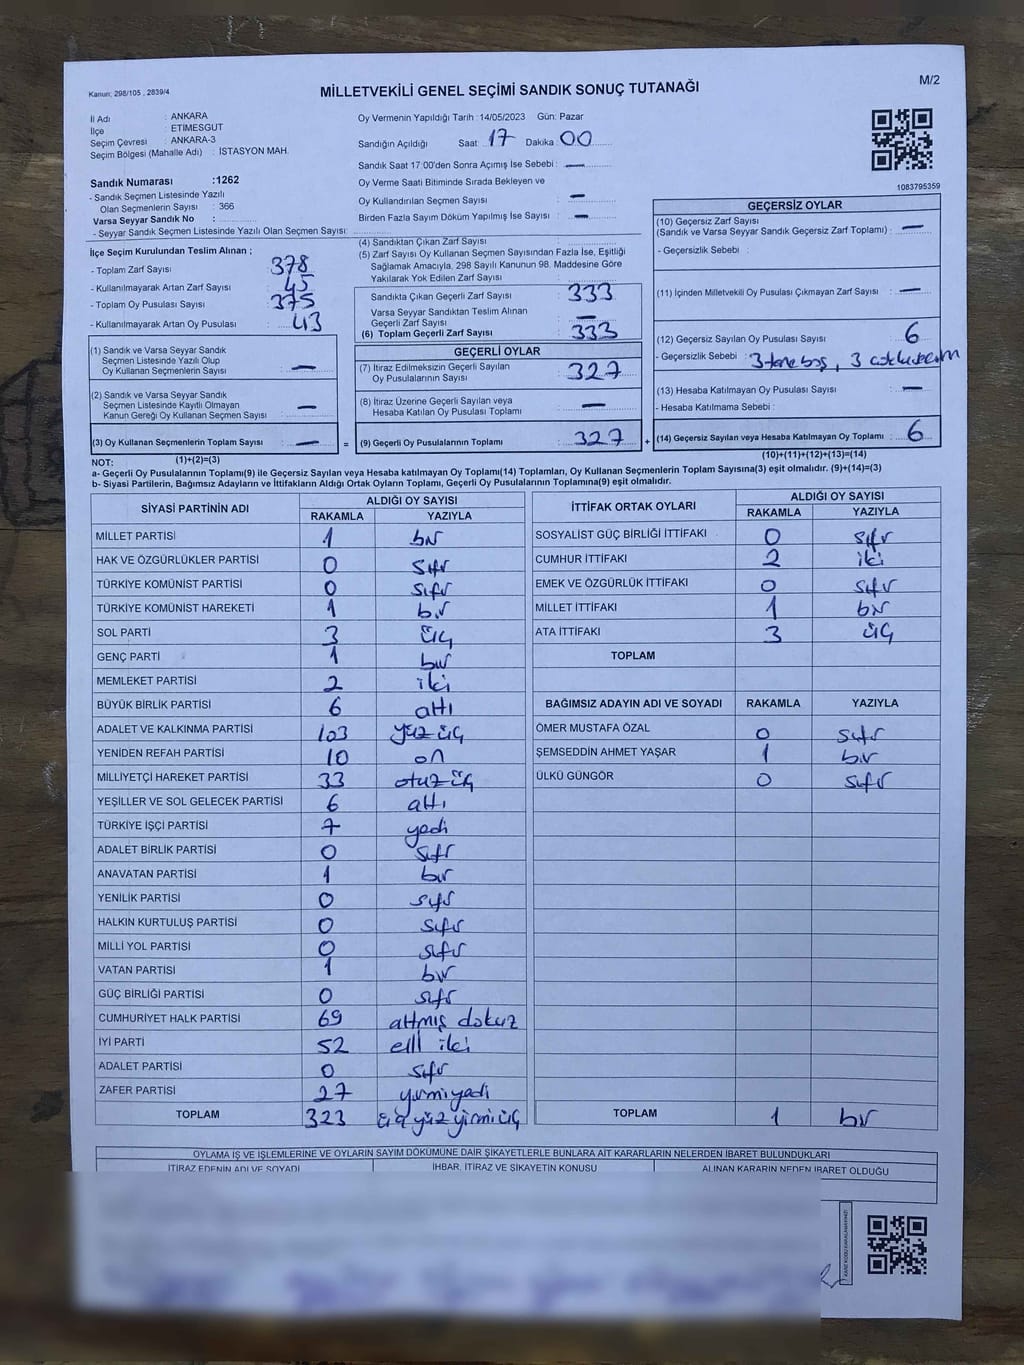 M/2
Kanun: 298/105 , 2839/4
MİLLETVEKİLİ GENEL SEÇİMİ SANDIK SONUÇ TUTANAĞI
İl Adı : ANKARA
İlçe : ETİMESGUT
Seçim Çevresi : ANKARA-3
Seçim Bölgesi (Mahalle Adı) : İSTASYON MAH.
Oy Vermenin Yapıldığı Tarih : 14/05/2023 Gün: Pazar
Sandığın Açıldığı Saat 17 Dakika : 00
Sandık Saat 17:00'den Sonra Açımış İse Sebebi : —
Oy Verme Saati Bitiminde Sırada Bekleyen ve
Oy Kullandırılan Seçmen Sayısı : —
Birden Fazla Sayım Döküm Yapılmış İse Sayısı : —
1083795359
Sandık Numarası :1262
- Sandık Seçmen Listesinde Yazılı
Olan Seçmenlerin Sayısı : 366
Varsa Seyyar Sandık No :
- Seyyar Sandık Seçmen Listesinde Yazılı Olan Seçmen Sayısı:
İlçe Seçim Kurulundan Teslim Alınan ;
- Toplam Zarf Sayısı : 378
- Kullanılmayarak Artan Zarf Sayısı : 45
- Toplam Oy Pusulası Sayısı : 375
- Kullanılmayarak Artan Oy Pusulası : 43
(4) Sandıktan Çıkan Zarf Sayısı :
(5) Zarf Sayısı Oy Kullanan Seçmen Sayısından Fazla İse, Eşitliği
Sağlamak Amacıyla, 298 Sayılı Kanunun 98. Maddesine Göre
Yakılarak Yok Edilen Zarf Sayısı :
Sandıkta Çıkan Geçerli Zarf Sayısı : 333
Varsa Seyyar Sandıktan Teslim Alınan
Geçerli Zarf Sayısı : —
(6) Toplam Geçerli Zarf Sayısı : 333
GEÇERSİZ OYLAR
(10) Geçersiz Zarf Sayısı
(Sandık ve Varsa Seyyar Sandık Geçersiz Zarf Toplamı) : —
- Geçersizlik Sebebi :
(11) İçinden Milletvekili Oy Pusulası Çıkmayan Zarf Sayısı : —
(12) Geçersiz Sayılan Oy Pusulası Sayısı : 6
- Geçersizlik Sebebi : 3 tane boş, 3
(13) Hesaba Katılmayan Oy Pusulası Sayısı : —
- Hesaba Katılmama Sebebi :
(14) Geçersiz Sayılan veya Hesaba Katılmayan Oy Toplamı : 6
(10)+(11)+(12)+(13)=(14)
(1) Sandık ve Varsa Seyyar Sandık
Seçmen Listesinde Yazılı Olup
Oy Kullanan Seçmenlerin Sayısı : —
(2) Sandık ve Varsa Seyyar Sandık
Seçmen Listesinde Kayıtlı Olmayan
Kanun Gereği Oy Kullanan Seçmen Sayısı : —
(3) Oy Kullanan Seçmenlerin Toplam Sayısı : — =
(1)+(2)=(3)
GEÇERLİ OYLAR
(7) İtiraz Edilmeksizin Geçerli Sayılan
Oy Pusulalarının Sayısı : 327
(8) İtiraz Üzerine Geçerli Sayılan veya
Hesaba Katılan Oy Pusulası Toplamı : —
(9) Geçerli Oy Pusulalarının Toplamı : 327 +
NOT:
a- Geçerli Oy Pusulalarının Toplamı(9) ile Geçersiz Sayılan veya Hesaba katılmayan Oy Toplamı(14) Toplamları, Oy Kullanan Seçmenlerin Toplam Sayısına(3) eşit olmalıdır. (9)+(14)=(3)
b- Siyasi Partilerin, Bağımsız Adayların ve İttifakların Aldığı Ortak Oyların Toplamı, Geçerli Oy Pusulalarının Toplamına(9) eşit olmalıdır.
SİYASİ PARTİNİN ADI ALDIĞI OY SAYISI
RAKAMLA YAZIYLA
MİLLET PARTİSİ 1 bir
HAK VE ÖZGÜRLÜKLER PARTİSİ 0 sıfır
TÜRKİYE KOMÜNİST PARTİSİ 0 sıfır
TÜRKİYE KOMÜNİST HAREKETİ 1 bir
SOL PARTİ 3 üç
GENÇ PARTİ 1 bir
MEMLEKET PARTİSİ 2 iki
BÜYÜK BİRLİK PARTİSİ 6 altı
ADALET VE KALKINMA PARTİSİ 103 yüz üç
YENİDEN REFAH PARTİSİ 10 on
MİLLİYETÇİ HAREKET PARTİSİ 33 otuz üç
YEŞİLLER VE SOL GELECEK PARTİSİ 6 altı
TÜRKİYE İŞÇİ PARTİSİ 7 yedi
ADALET BİRLİK PARTİSİ 0 sıfır
ANAVATAN PARTİSİ 1 bir
YENİLİK PARTİSİ 0 sıfır
HALKIN KURTULUŞ PARTİSİ 0 sıfır
MİLLİ YOL PARTİSİ 0 sıfır
VATAN PARTİSİ 1 bir
GÜÇ BİRLİĞİ PARTİSİ 0 sıfır
CUMHURİYET HALK PARTİSİ 69 altmış dokuz
İYİ PARTİ 52 elli iki
ADALET PARTİSİ 0 sıfır
ZAFER PARTİSİ 27 yirmiyedi
TOPLAM 323 üç yüz yirmi üç
İTTİFAK ORTAK OYLARI ALDIĞI OY SAYISI
RAKAMLA YAZIYLA
SOSYALİST GÜÇ BİRLİĞİ İTTİFAKI 0 sıfır
CUMHUR İTTİFAKI 2 iki
EMEK VE ÖZGÜRLÜK İTTİFAKI 0 sıfır
MİLLET İTTİFAKI 1 bir
ATA İTTİFAKI 3 üç
TOPLAM
BAĞIMSIZ ADAYIN ADI VE SOYADI RAKAMLA YAZIYLA
ÖMER MUSTAFA ÖZAL 0 sıfır
ŞEMSEDDİN AHMET YAŞAR 1 bir
ÜLKÜ GÜNGÖR 0 sıfır
TOPLAM 1 bir
OYLAMA İŞ VE İŞLEMLERİNE VE OYLARIN SAYIM DÖKÜMÜNE DAİR ŞİKAYETLERLE BUNLARA AİT KARARLARIN NELERDEN İBARET BULUNDUKLARI
İTİRAZ EDENİN ADI VE SOYADI İHBAR, İTİRAZ VE ŞİKAYETİN KONUSU ALINAN KARARIN NEDEN İBARET OLDUĞU